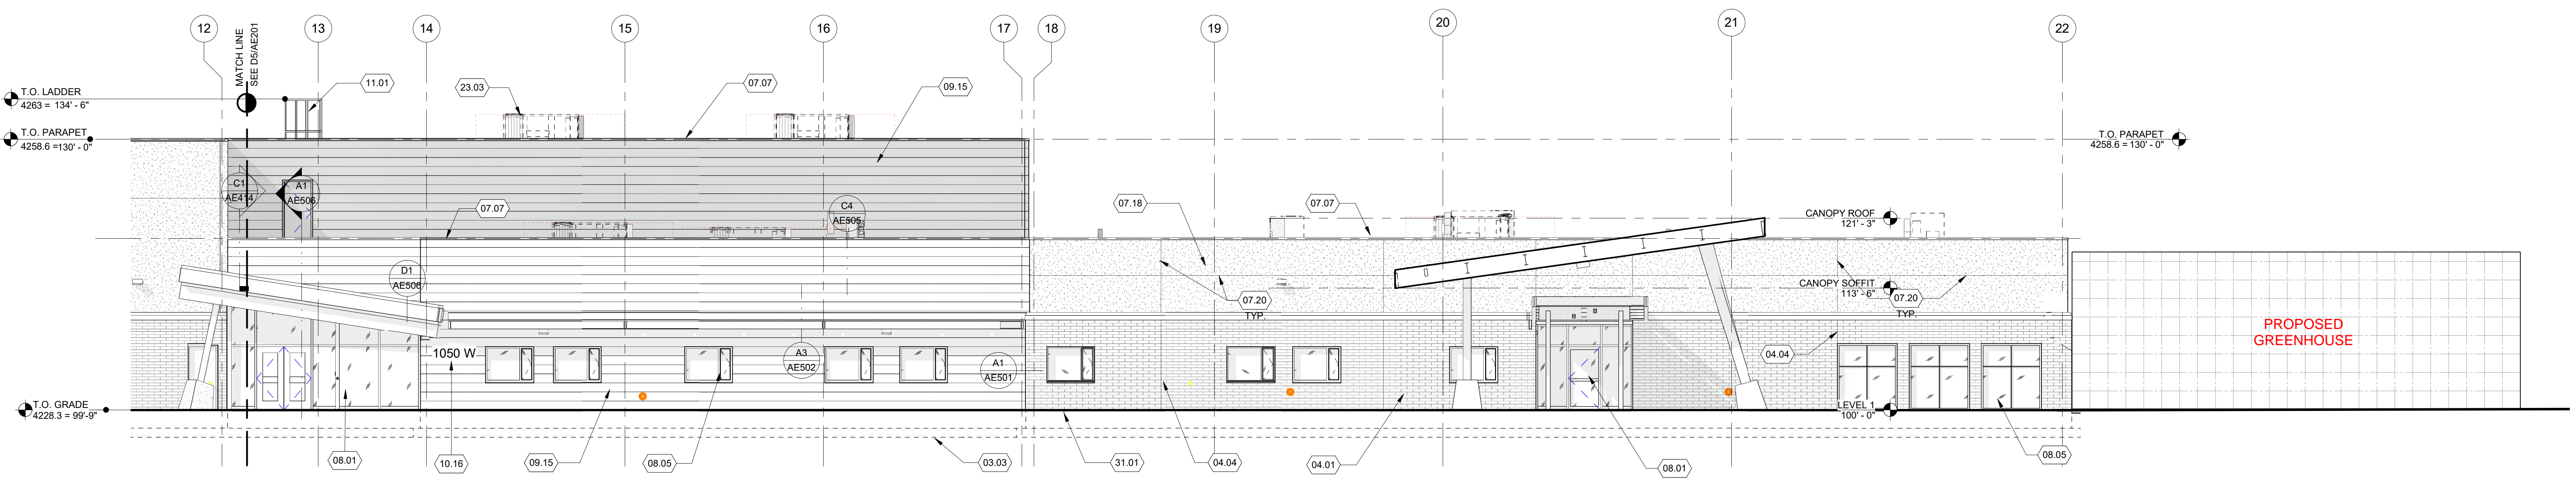 12
MATCH LINE
SEE D5/AE201
13
14
15
16
17
18
19
20
21
22
T.O. LADDER
4263 = 134' - 6"
11.01
23.03
07.07
09.15
T.O. PARAPET
4258.6 =130' - 0"
T.O. PARAPET
4258.6 = 130' - 0"
C1
AE414
A1
AE506
07.07
C4
AE505
07.18
07.07
CANOPY ROOF
121' - 3"
D1
AE506
CANOPY SOFFIT
113' - 6"
07.20
TYP.
07.20
TYP.
PROPOSED
GREENHOUSE
1050 W
A3
AE502
A1
AE501
04.04
T.O. GRADE
4228.3 = 99'-9"
LEVEL 1
100' - 0"
08.01
10.16
09.15
08.05
03.03
31.01
04.04
04.01
08.01
08.05